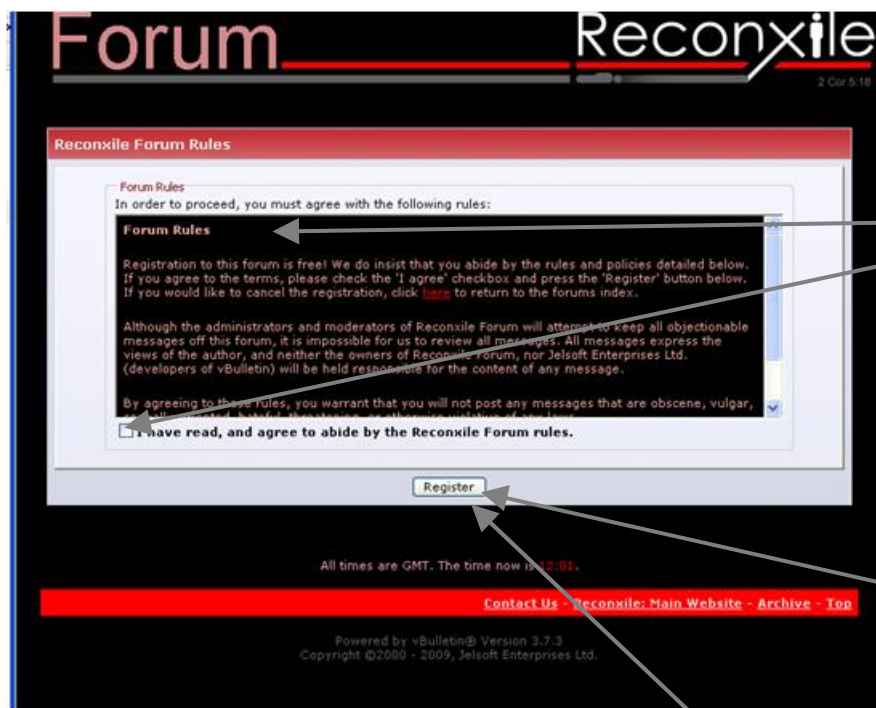 Forum
Reconxile
2 Cor 5:18
Reconxile Forum Rules
Forum Rules
In order to proceed, you must agree with the following rules:
Forum Rules
Registration to this forum is free! We do insist that you abide by the rules and policies detailed below.
If you agree to the terms, please check the 'I agree' checkbox and press the 'Register' button below.
If you would like to cancel the registration, click here to return to the forums index.
Although the administrators and moderators of Reconxile Forum will attempt to keep all objectionable
messages off this forum, it is impossible for us to review all messages. All messages express the
views of the author, and neither the owners of Reconxile Forum, nor Jelsoft Enterprises Ltd.
(developers of vBulletin) will be held responsible for the content of any message.
By agreeing to these rules, you warrant that you will not post any messages that are obscene, vulgar,
I have read, and agree to abide by the Reconxile Forum rules.
Register
All times are GMT. The time now is 12:01.
Contact Us - Reconxile: Main Website - Archive - Top
Powered by vBulletin® Version 3.7.3
Copyright ©2000 - 2009, Jelsoft Enterprises Ltd.